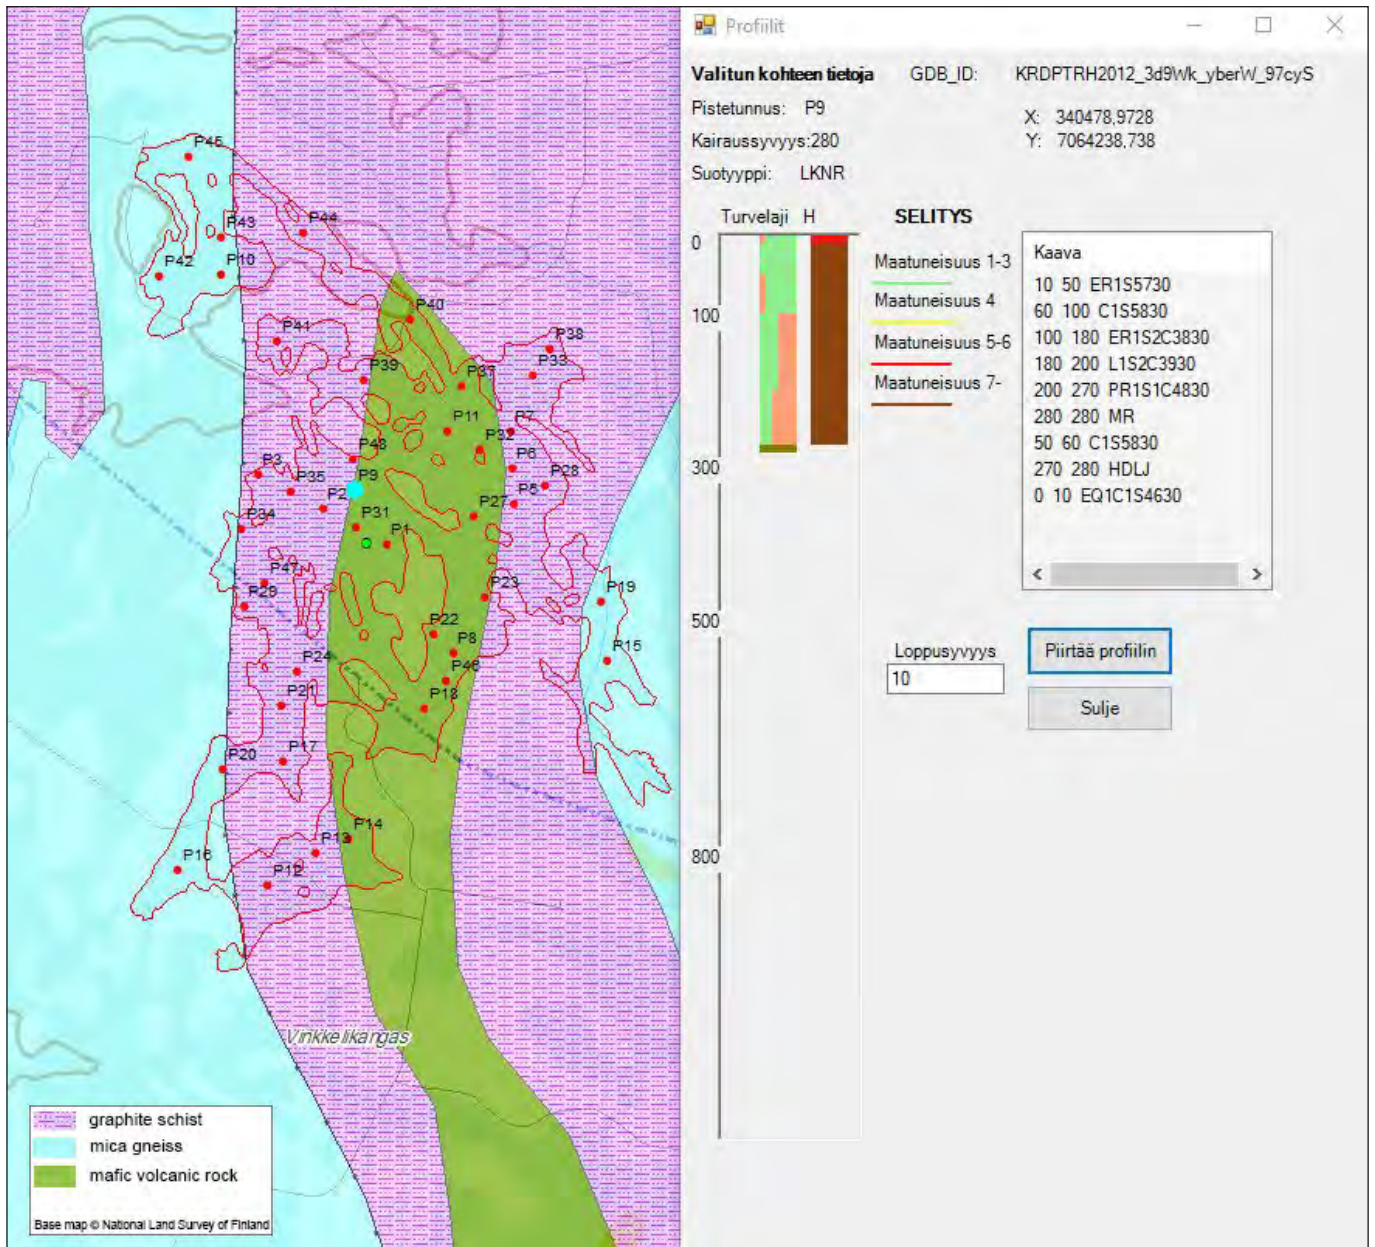 P45
P43
P44
P42
P10
P40
P41
P38
P33
P39
P37
P11
P7
P32
P48
P3
P9
P6
P35
P28
P2
P5
P27
P34
P31
P1
P47
P23
P19
P29
P22
P8
P15
P24
P46
P21
P18
P17
P20
P14
P13
P16
P12
Vinkkelikangas
graphite schist
mica gneiss
mafic volcanic rock
Base map © National Land Survey of Finland
Profiilit
Valitun kohteen tietoja GDB_ID: KRDPTRH2012_3d9Wk_yberW_97cyS
Pistetunnus: P9
X: 340478,9728
Kairaussyvyys:280
Y: 7064238,738
Suotyyppi: LKNR
Turvelaji H SELITYS
0
100
300
500
800
Maatuneisuus 1-3
Maatuneisuus 4
Maatuneisuus 5-6
Maatuneisuus 7-
Kaava
10 50 ER1S5730
60 100 C1S5830
100 180 ER1S2C3830
180 200 L1S2C3930
200 270 PR1S1C4830
280 280 MR
50 60 C1S5830
270 280 HDLJ
0 10 EQ1C1S4630
Loppusyvyys
10
Piirtää profiilin
Sulje